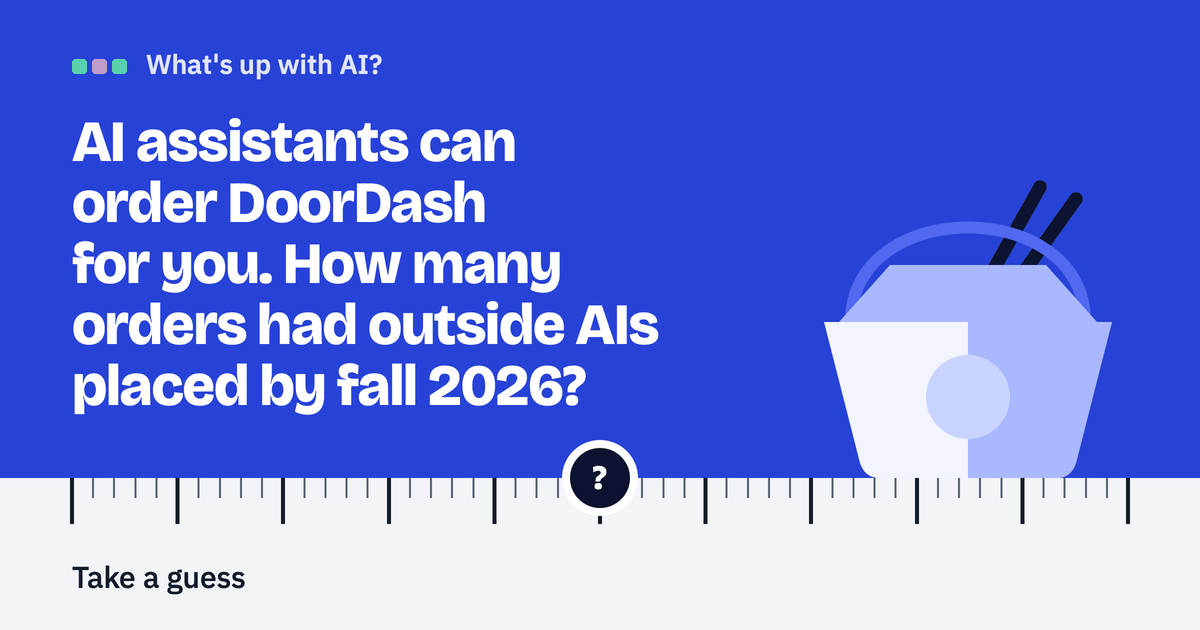 What's up with AI?
AI assistants can
order DoorDash
for you. How many
orders had outside AIs
placed by fall 2026?
?
Take a guess